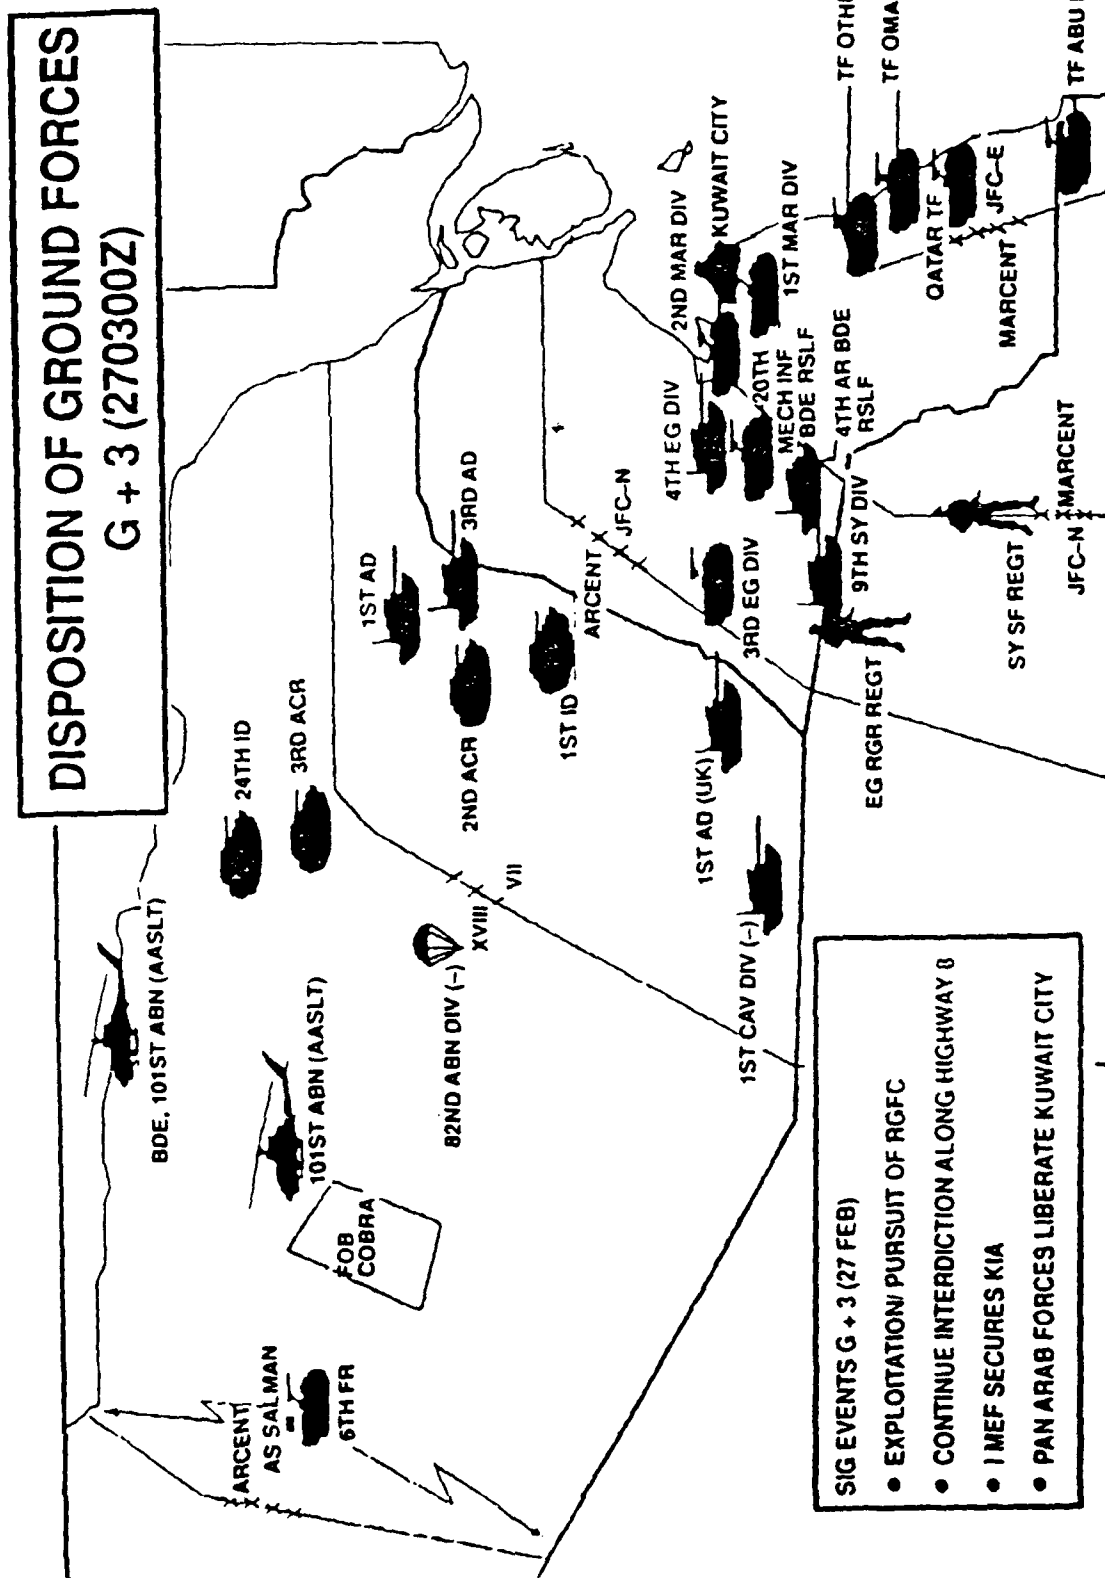 DISPOSITION OF GROUND FORCES
G + 3 (270300Z)
BDE, 101ST ABN (AASLT)
24TH ID
3RD ACR
101ST ABN (AASLT)
FOB
COBRA
ARCENT
AS SALMAN
6TH FR
82ND ABN DIV (-)
XVIII
VII
1ST AD
3RD AD
2ND ACR
1ST ID
ARCENT
JFC-N
1ST AD (UK)
1ST CAV DIV (-)
3RD EG DIV
4TH EG DIV
2ND MAR DIV
KUWAIT CITY
1ST MAR DIV
20TH
MECH INF
BDE RSLF
4TH AR BDE
RSLF
9TH SY DIV
EG RGR REGT
SY SF REGT
JFC-N
MARCENT
QATAR TF
MARCENT
JFC-E
TF
TF
TF ABU
SIG EVENTS G + 3 (27 FEB)
• EXPLOITATION/ PURSUIT OF RGFC
• CONTINUE INTERDICTION ALONG HIGHWAY 8
• I MEF SECURES KIA
• PAN ARAB FORCES LIBERATE KUWAIT CITY